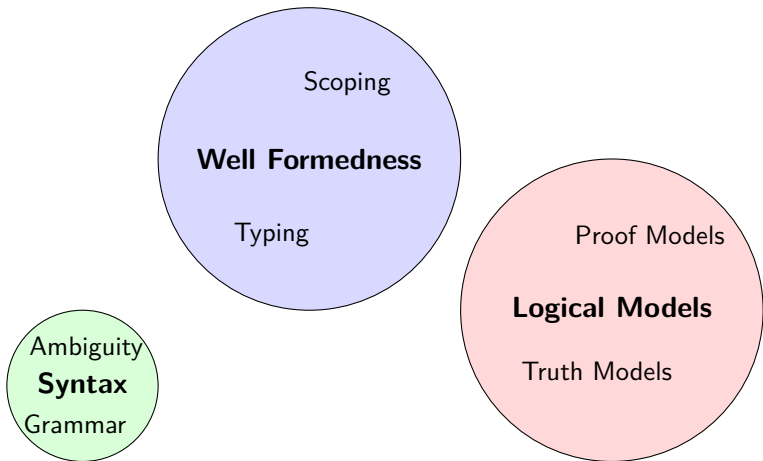 Scoping
Well Formedness
Typing
Proof Models
Logical Models
Truth Models
Ambiguity
Syntax
Grammar